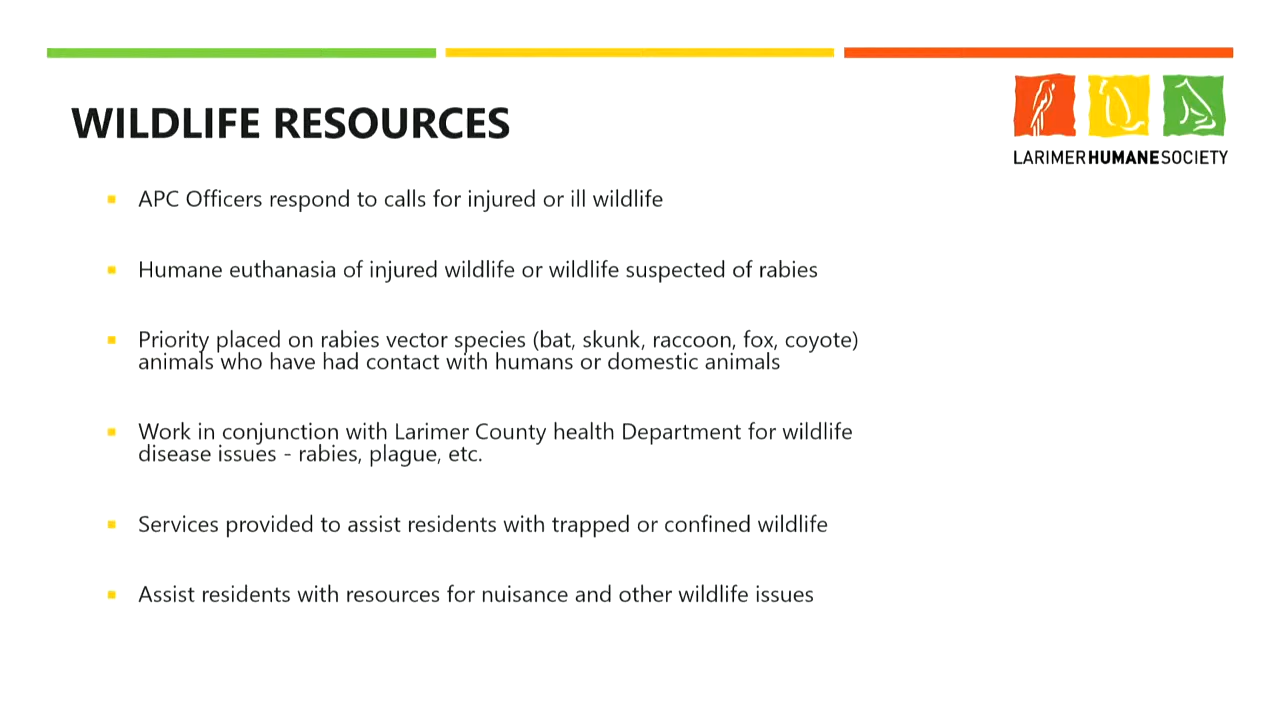 WILDLIFE RESOURCES
LARIMERHUMANESOCIETY
APC Officers respond to calls for injured or ill wildlife
Humane euthanasia of injured wildlife or wildlife suspected of rabies
Priority placed on rabies vector species (bat, skunk, raccoon, fox, coyote)
animals who have had contact with humans or domestic animals
Work in conjunction with Larimer County health Department for wildlife
disease issues - rabies, plague, etc.
Services provided to assist residents with trapped or confined wildlife
Assist residents with resources for nuisance and other wildlife issues